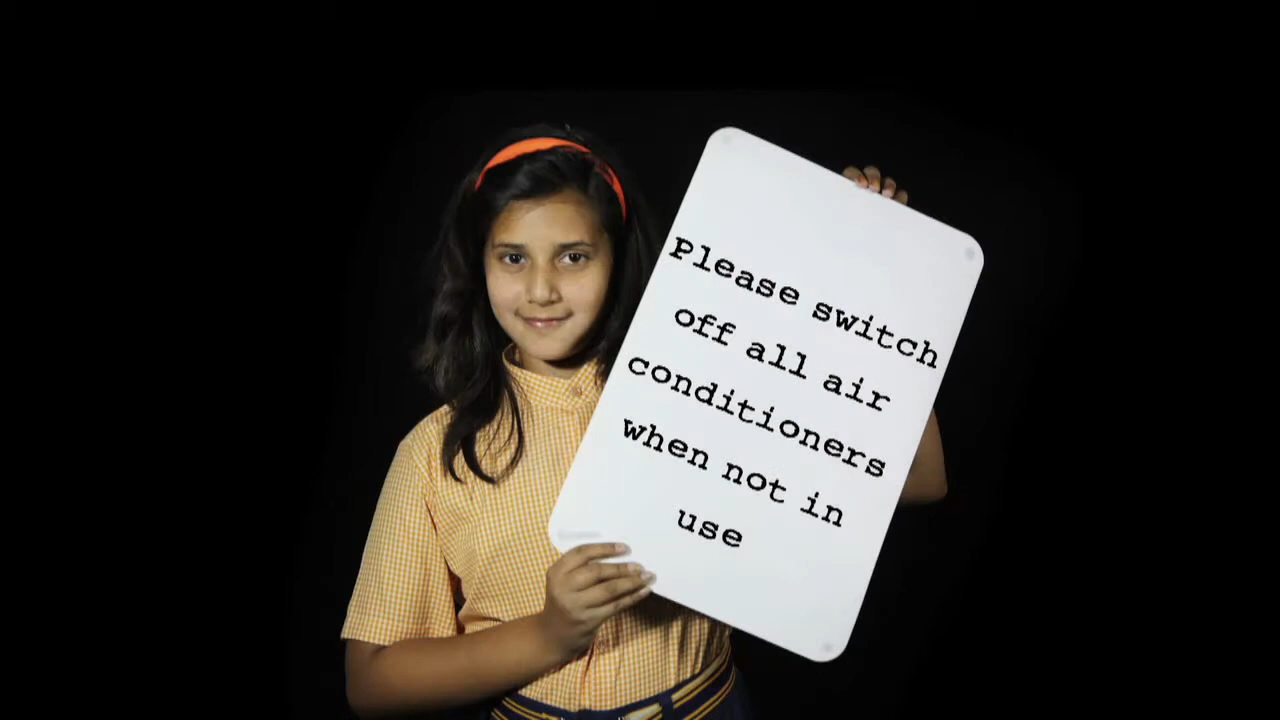 Please switch
off all air
conditioners
when not in
use